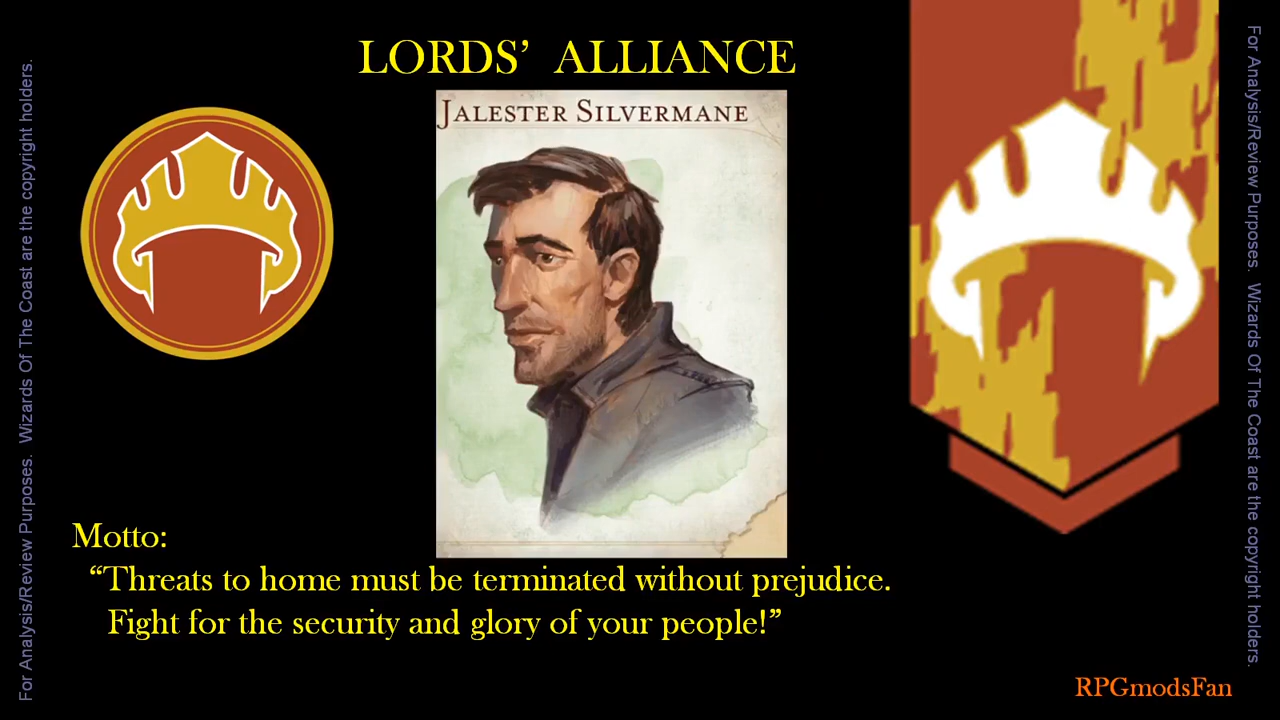 LORDS’ ALLIANCE
JALESTER SILVERMANE
Motto:
“Threats to home must be terminated without prejudice.
Fight for the security and glory of your people!”
RPGmodsFan
For Analysis/Review Purposes. Wizards Of The Coast are the copyright holders.
For Analysis/Review Purposes. Wizards Of The Coast are the copyright holders.